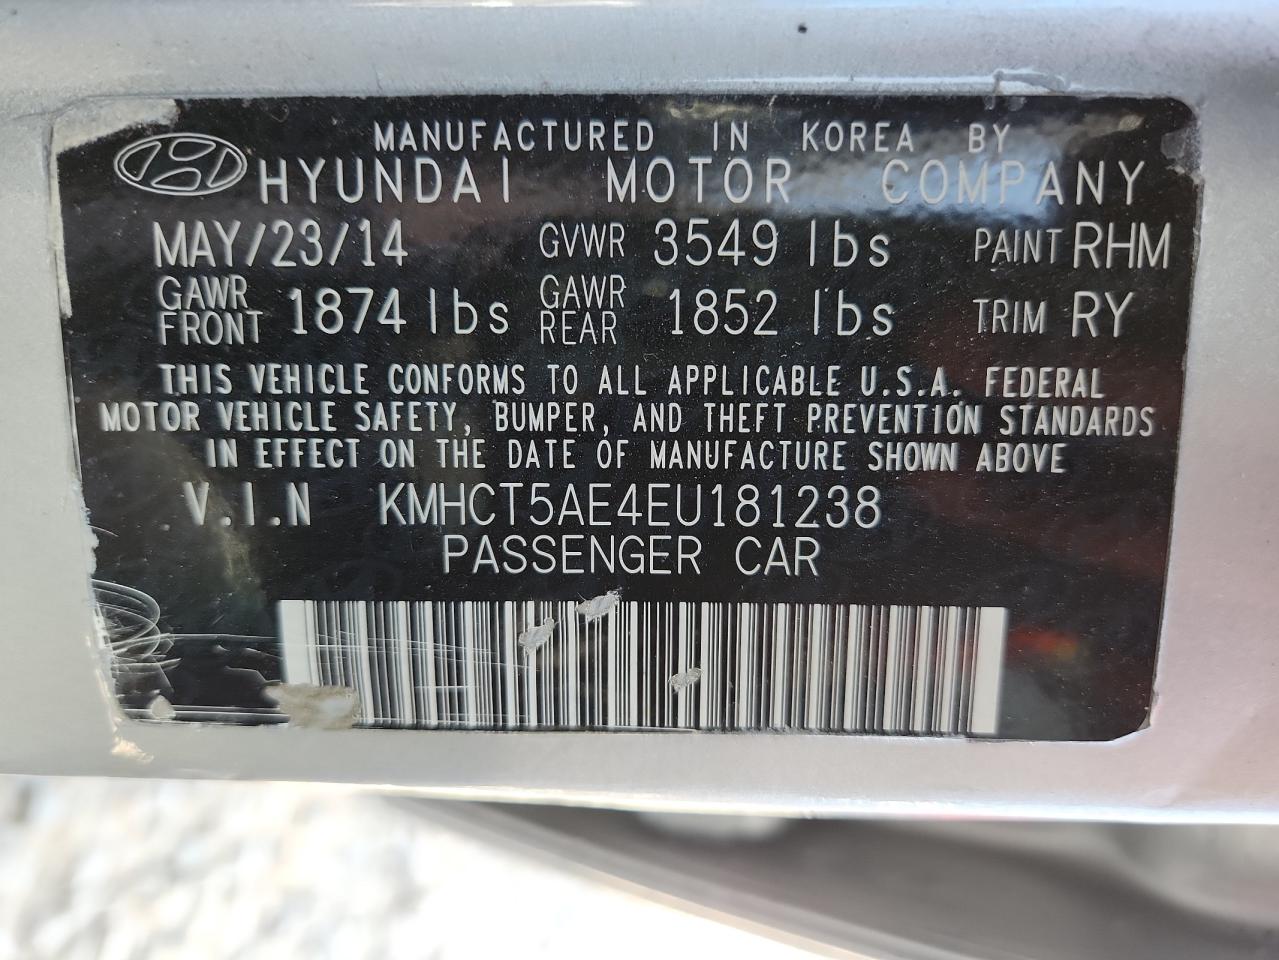 MANUFACTURED IN KOREA BY
HYUNDAI MOTOR COMPANY
MAY/23/14 GVWR 3549 lbs PAINT RHM
GAWR FRONT 1874 lbs GAWR REAR 1852 lbs TRIM RY
THIS VEHICLE CONFORMS TO ALL APPLICABLE U.S.A. FEDERAL
MOTOR VEHICLE SAFETY, BUMPER, AND THEFT PREVENTION STANDARDS
IN EFFECT ON THE DATE OF MANUFACTURE SHOWN ABOVE
V.I.N KMHCT5AE4EU181238
PASSENGER CAR